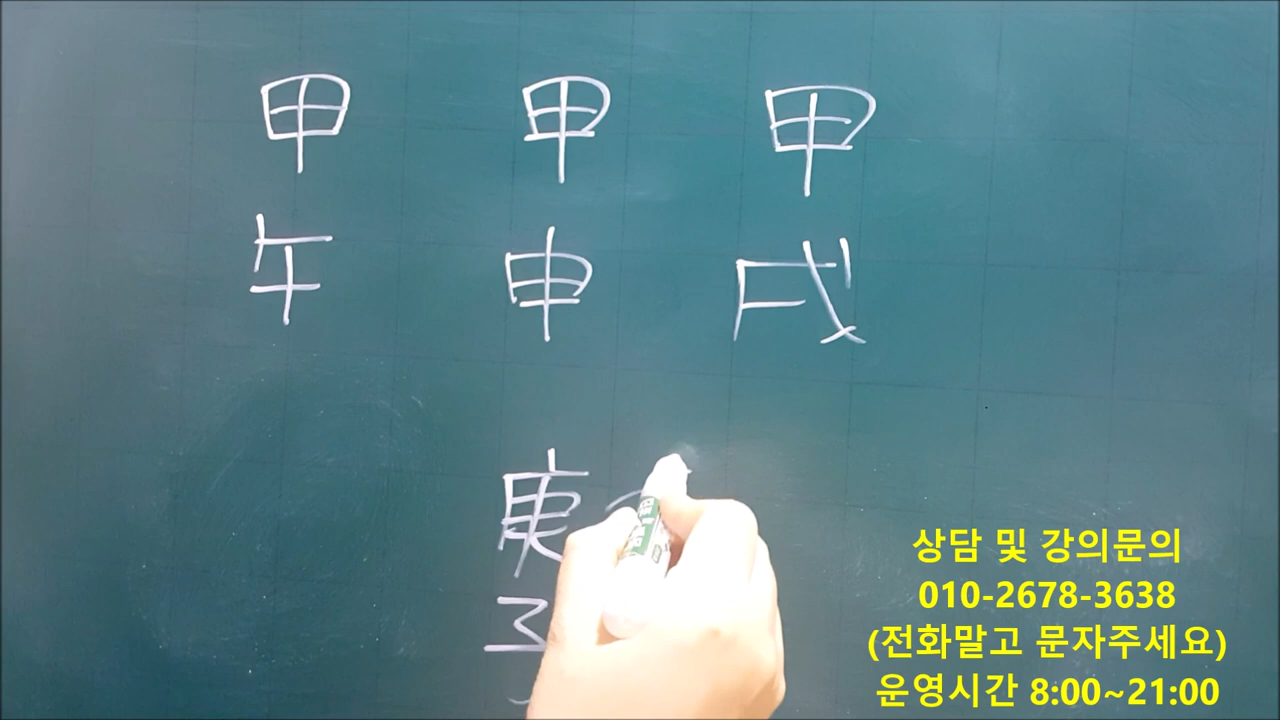 甲 甲 甲
午 申 戌
庚
상담 및 강의문의
010-2678-3638
(전화말고 문자주세요)
운영시간 8:00~21:00